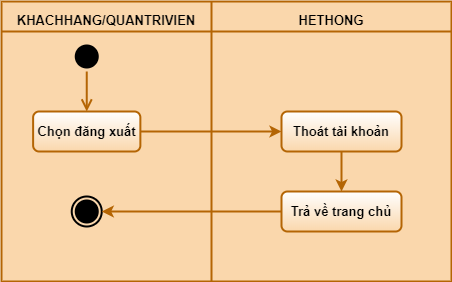 KHACHHANG/QUANTRIVIEN
HETHONG
Chọn đăng xuất
Thoát tài khoản
Trả về trang chủ